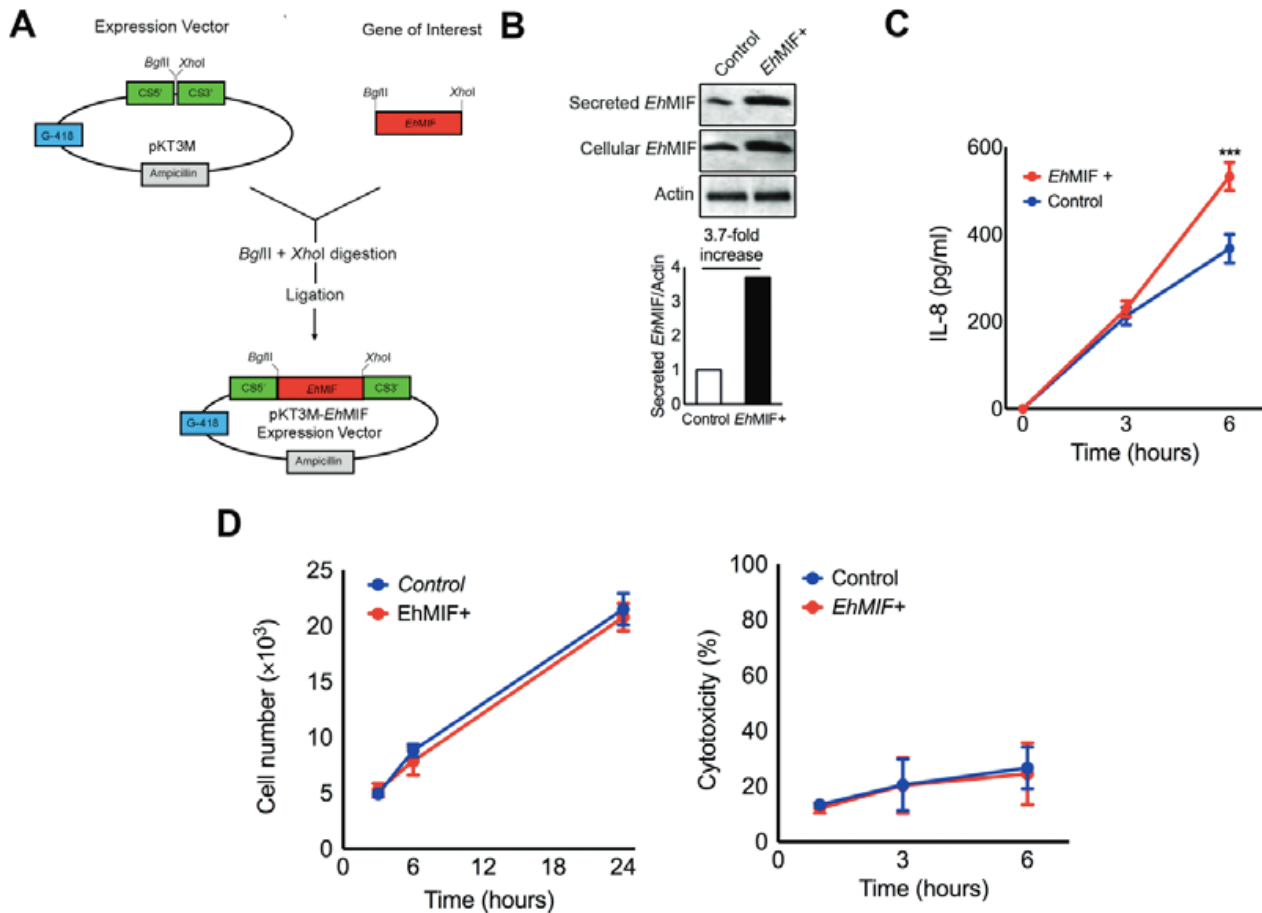 A
Expression Vector
Gene of Interest
BglII XhoI
CS5' CS3'
G-418
pKT3M
Ampicillin
BglII XhoI
EhMIF
BglII + XhoI digestion
Ligation
BglII XhoI
CS5' EhMIF CS3'
G-418
pKT3M-EhMIF
Expression Vector
Ampicillin
B
Control EhMIF+
Secreted EhMIF
Cellular EhMIF
Actin
3.7-fold
increase
Secreted EhMIF/Actin
4
3
2
1
0
Control EhMIF+
C
IL-8 (pg/ml)
600
400
200
0
EhMIF +
Control
***
0 3 6
Time (hours)
D
Cell number (×10³)
25
20
15
10
5
0
Control
EhMIF+
0 6 12 18 24
Time (hours)
Cytotoxicity (%)
100
80
60
40
20
0
Control
EhMIF+
0 3 6
Time (hours)